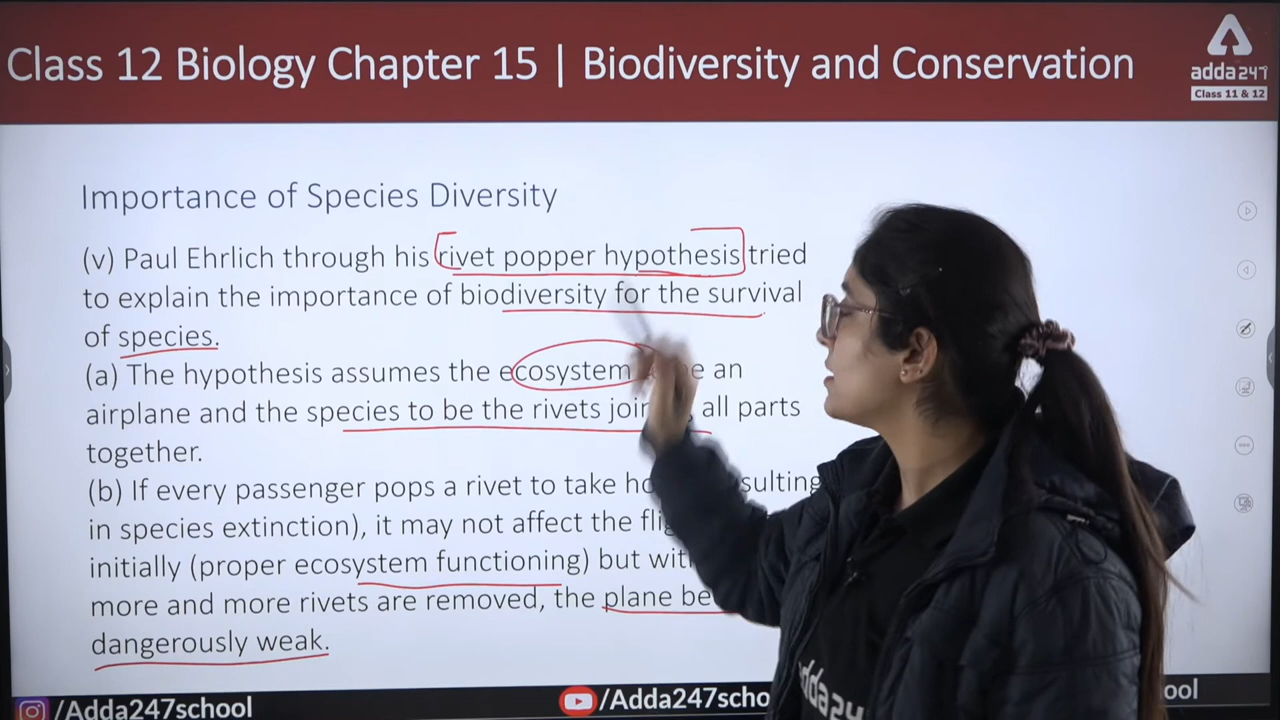 Class 12 Biology Chapter 15 | Biodiversity and Conservation
adda247
Class 11 & 12
Importance of Species Diversity
(v) Paul Ehrlich through his rivet popper hypothesis tried
to explain the importance of biodiversity for the survival
of species.
(a) The hypothesis assumes the ecosystem an
airplane and the species to be the rivets all parts
together.
(b) If every passenger pops a rivet to take
in species extinction), it may not affect the
initially (proper ecosystem functioning) but
more and more rivets are removed, the plane
dangerously weak.
/Adda247school
/Adda247scho
ool
adda24